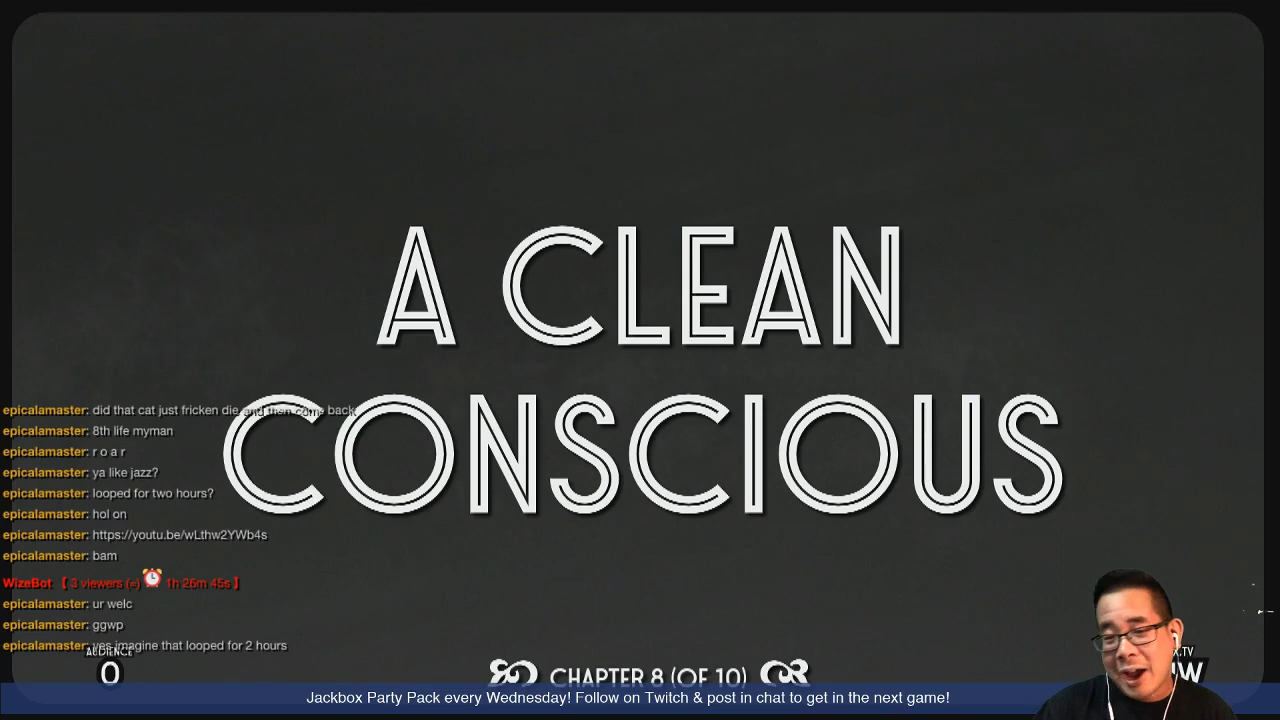 A CLEAN
CONSCIOUS
epicalamaster: did that cat just fricken die and then come back
epicalamaster: 8th life myman
epicalamaster: r o a r
epicalamaster: ya like jazz?
epicalamaster: looped for two hours?
epicalamaster: hol on
epicalamaster: https://youtu.be/wLthw2YWb4s
epicalamaster: bam
WizeBot: 【 3 viewers (=) ⏰ 1h 26m 45s 】
epicalamaster: ur welc
epicalamaster: ggwp
epicalamaster: yes imagine that looped for 2 hours
AUDIENCE
0
CHAPTER 8 (OF 10)
X.TV
Jackbox Party Pack every Wednesday! Follow on Twitch & post in chat to get in the next game!